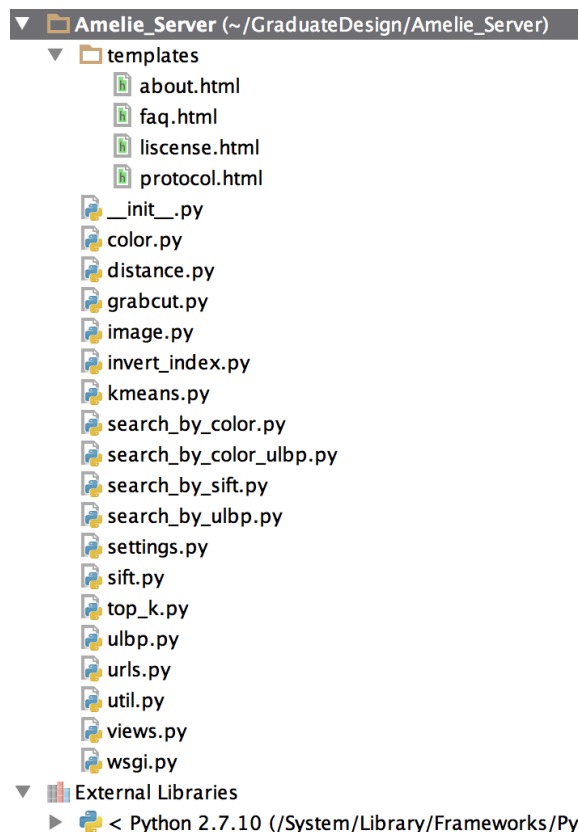 Amelie_Server (~/GraduateDesign/Amelie_Server)
templates
about.html
faq.html
liscense.html
protocol.html
__init__.py
color.py
distance.py
grabcut.py
image.py
invert_index.py
kmeans.py
search_by_color.py
search_by_color_ulbp.py
search_by_sift.py
search_by_ulbp.py
settings.py
sift.py
top_k.py
ulbp.py
urls.py
util.py
views.py
wsgi.py
External Libraries
< Python 2.7.10 (/System/Library/Frameworks/Py